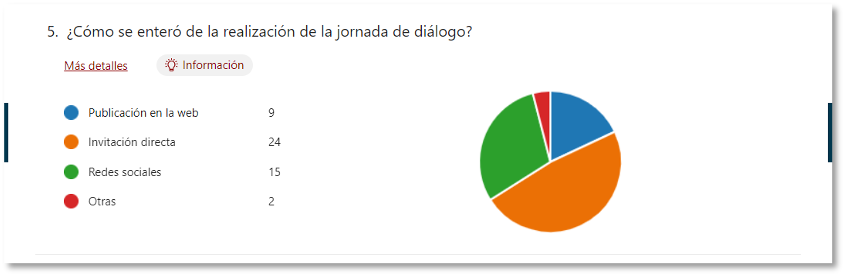 5. ¿Cómo se enteró de la realización de la jornada de diálogo?
Más detalles
Información
Publicación en la web 9
Invitación directa 24
Redes sociales 15
Otras 2